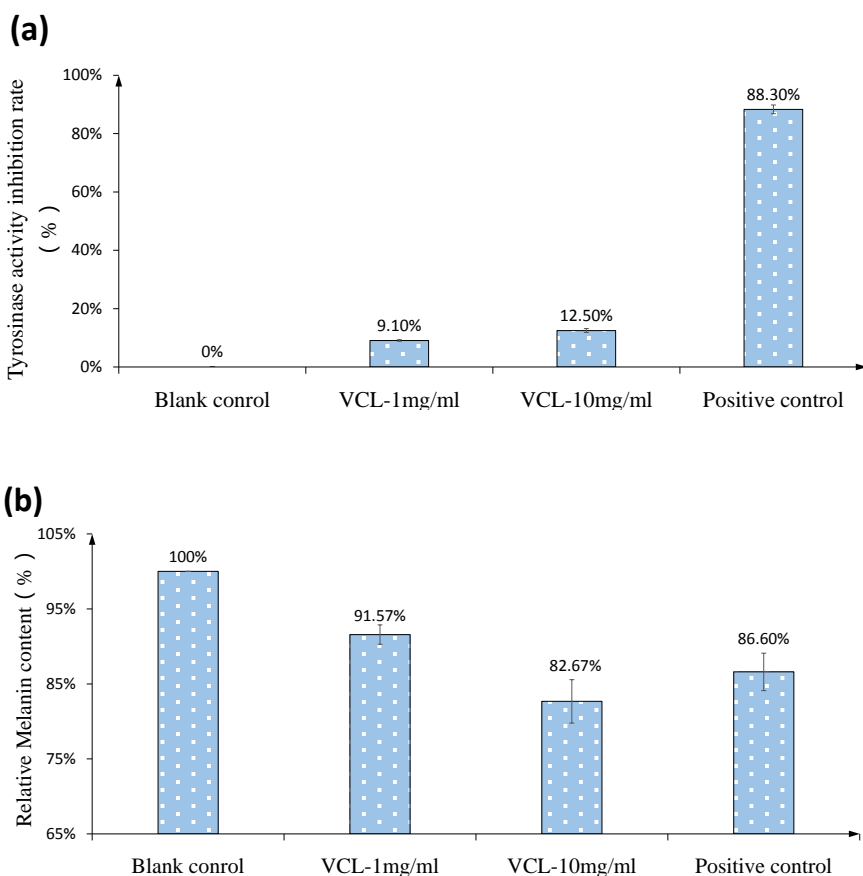 (a)
Tyrosinase activity inhibition rate
( % )
100%
80%
60%
40%
20%
0%
0%
9.10%
12.50%
88.30%
Blank conrol
VCL-1mg/ml
VCL-10mg/ml
Positive control
(b)
Relative Melanin content ( % )
105%
95%
85%
75%
65%
100%
91.57%
82.67%
86.60%
Blank conrol
VCL-1mg/ml
VCL-10mg/ml
Positive control